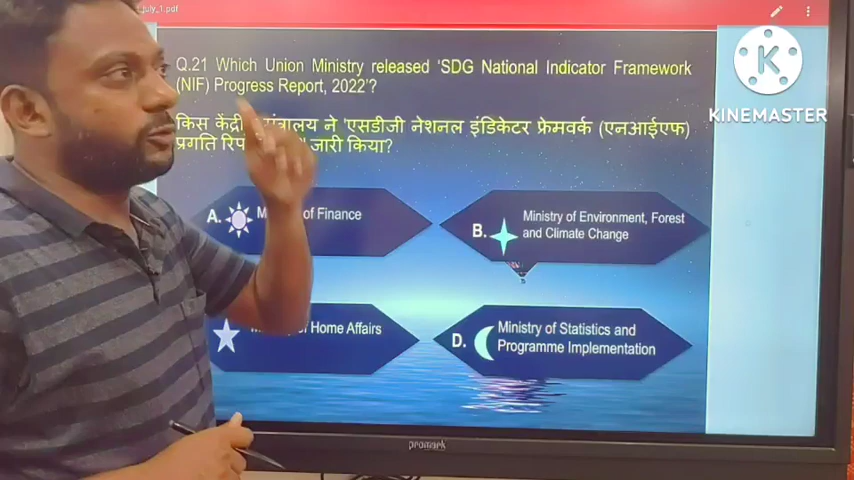 july_1.pdf
Q.21 Which Union Ministry released 'SDG National Indicator Framework
(NIF) Progress Report, 2022'?
किस केंद्रीय मंत्रालय ने 'एसडीजी नेशनल इंडिकेटर फ्रेमवर्क (एनआईएफ)
प्रगति जारी किया?
A. of Finance
B. Ministry of Environment, Forest
and Climate Change
of Home Affairs
D. Ministry of Statistics and
Programme Implementation
promark
K
KINEMASTER